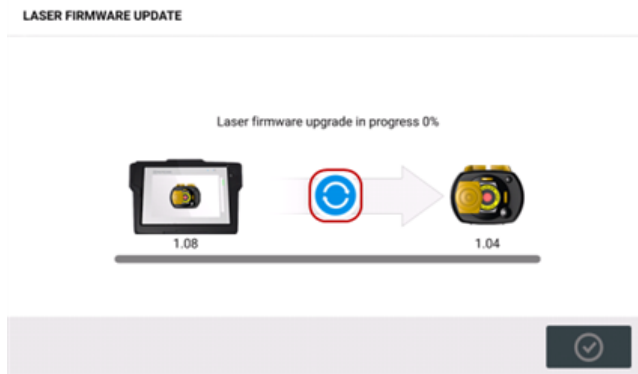 LASER FIRMWARE UPDATE
Laser firmware upgrade in progress 0%
1.08
1.04